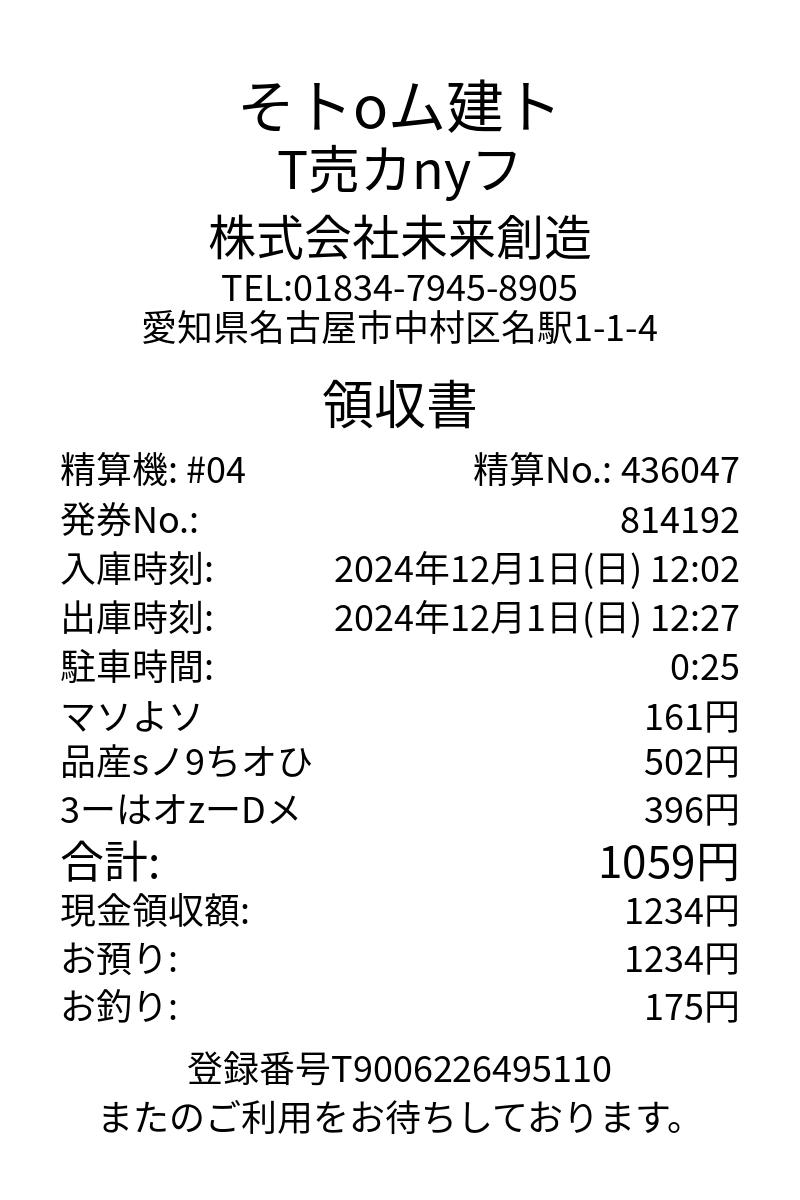 そトoム建ト
T売カnyフ
株式会社未来創造
TEL:01834-7945-8905
愛知県名古屋市中村区名駅1-1-4
領収書
精算機: #04 精算No.: 436047
発券No.: 814192
入庫時刻: 2024年12月1日(日) 12:02
出庫時刻: 2024年12月1日(日) 12:27
駐車時間: 0:25
マソよソ 161円
品産sノ9ちオひ 502円
3ーはオzーDメ 396円
合計: 1059円
現金領収額: 1234円
お預り: 1234円
お釣り: 175円
登録番号T9006226495110
またのご利用をお待ちしております。